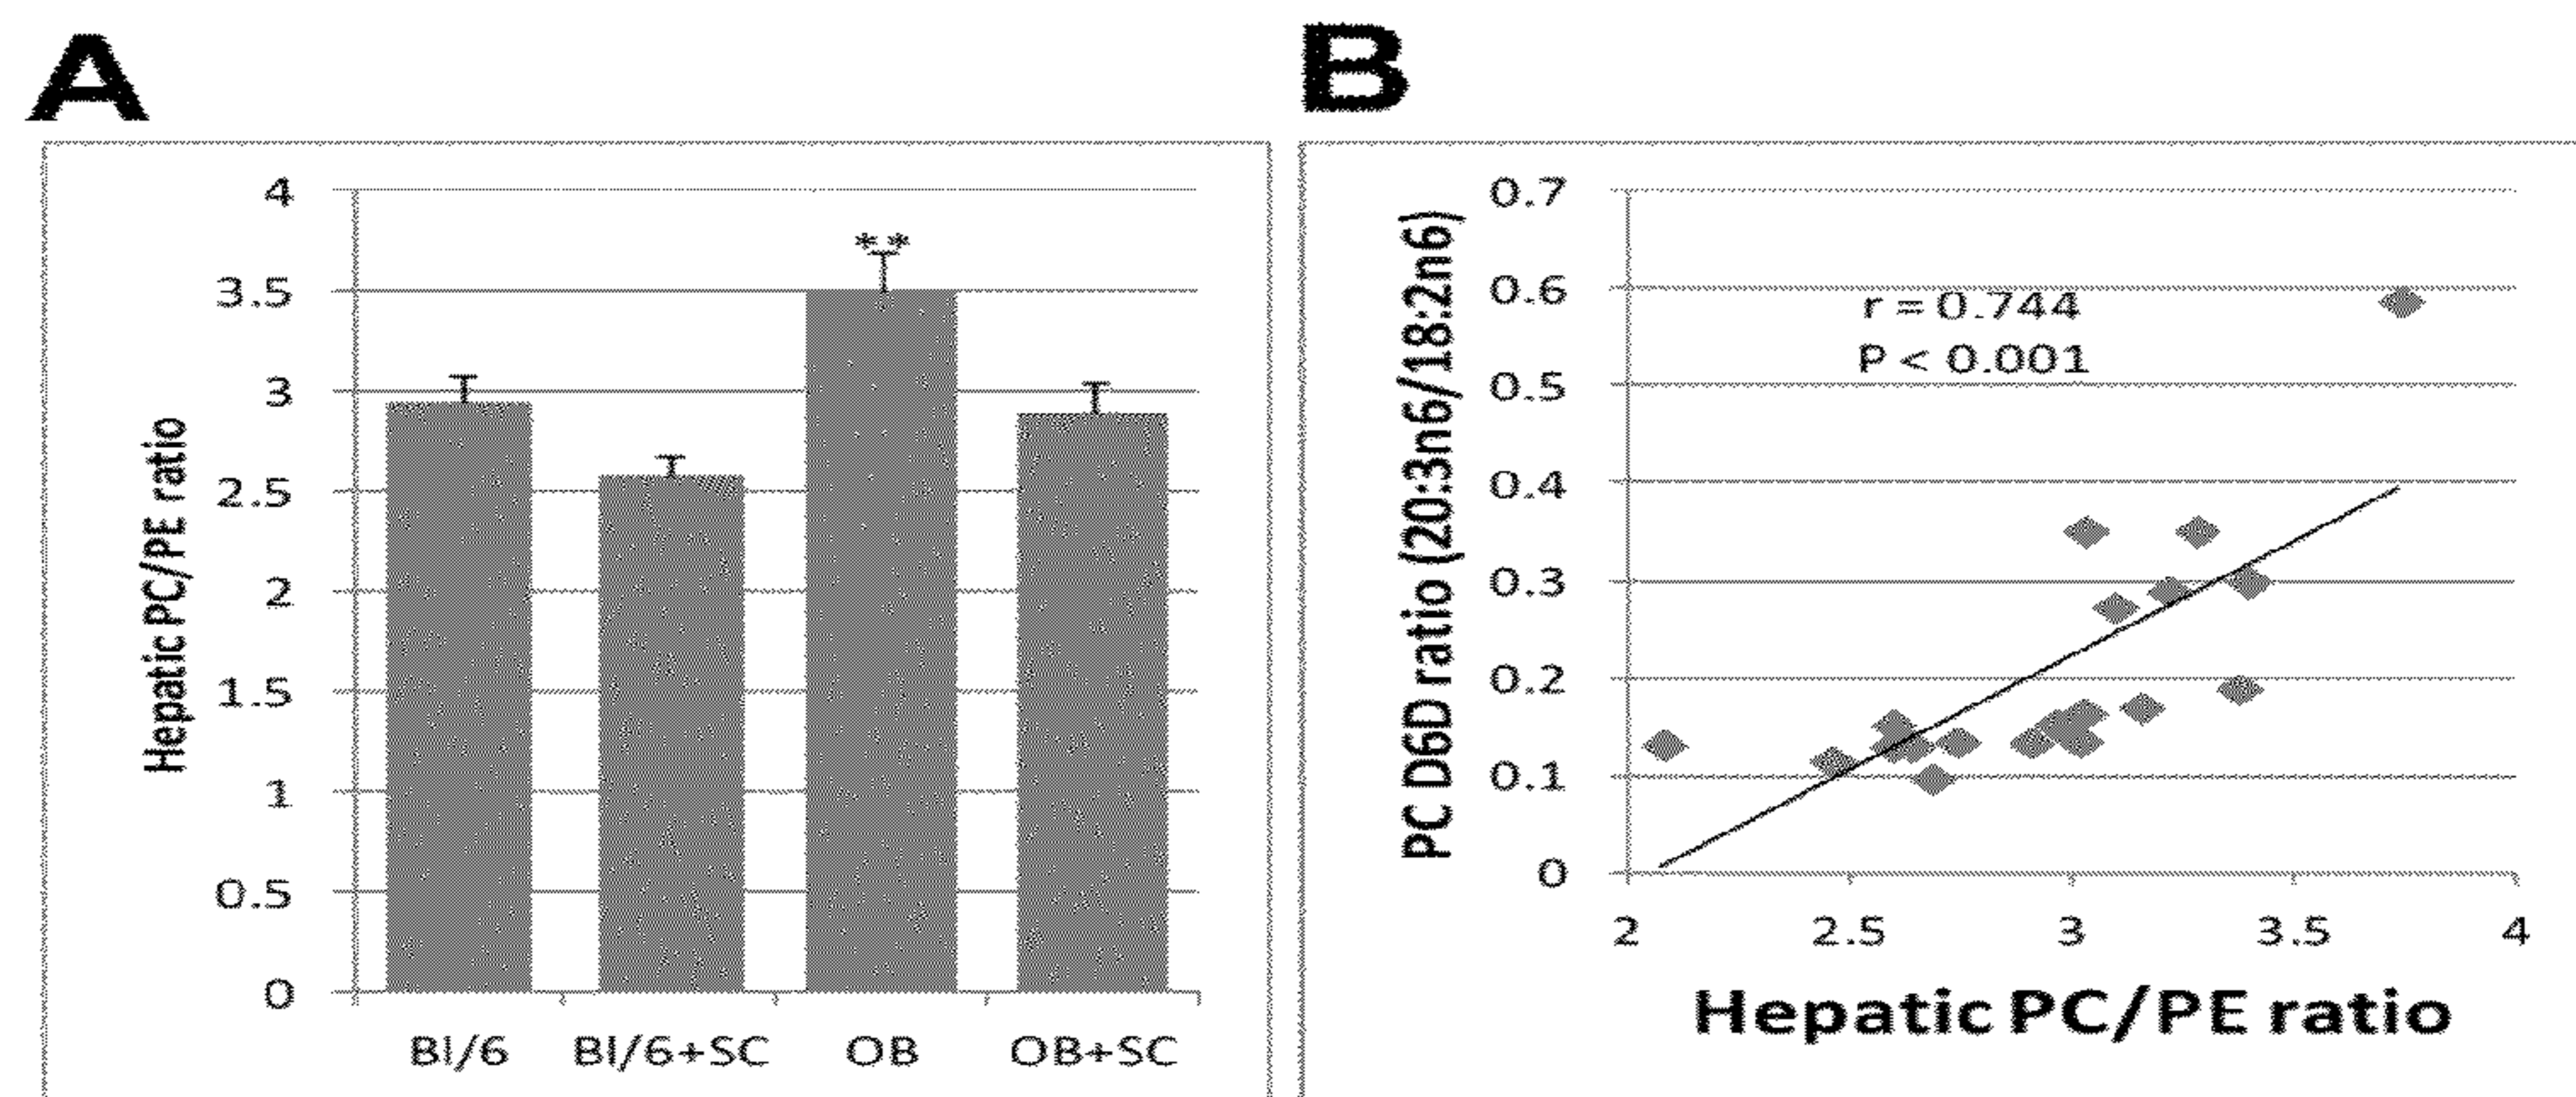 A
Hepatic PC/PE ratio
4
3.5
3
2.5
2
1.5
1
0.5
0
**
Bl/6
Bl/6+SC
OB
OB+SC
B
PC D6D ratio (20:3n6/18:2n6)
0.7
0.6
0.5
0.4
0.3
0.2
0.1
0
r = 0.744
P < 0.001
2
2.5
3
3.5
4
Hepatic PC/PE ratio